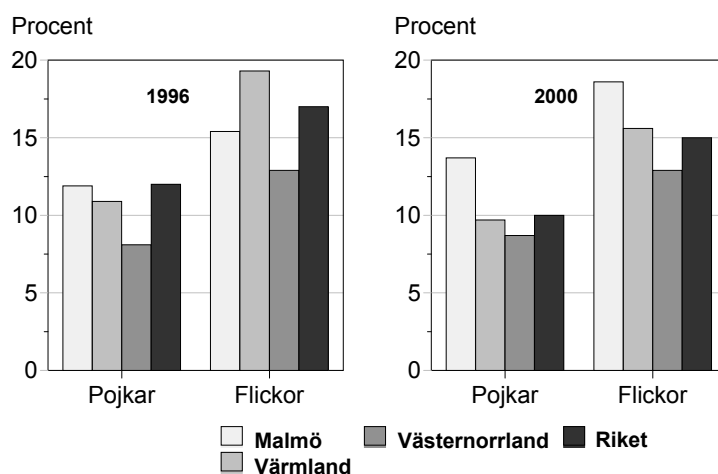 Procent
20
15
10
5
0
1996
Pojkar Flickor
Procent
20
15
10
5
0
2000
Pojkar Flickor
Malmö Västernorrland Riket
Värmland